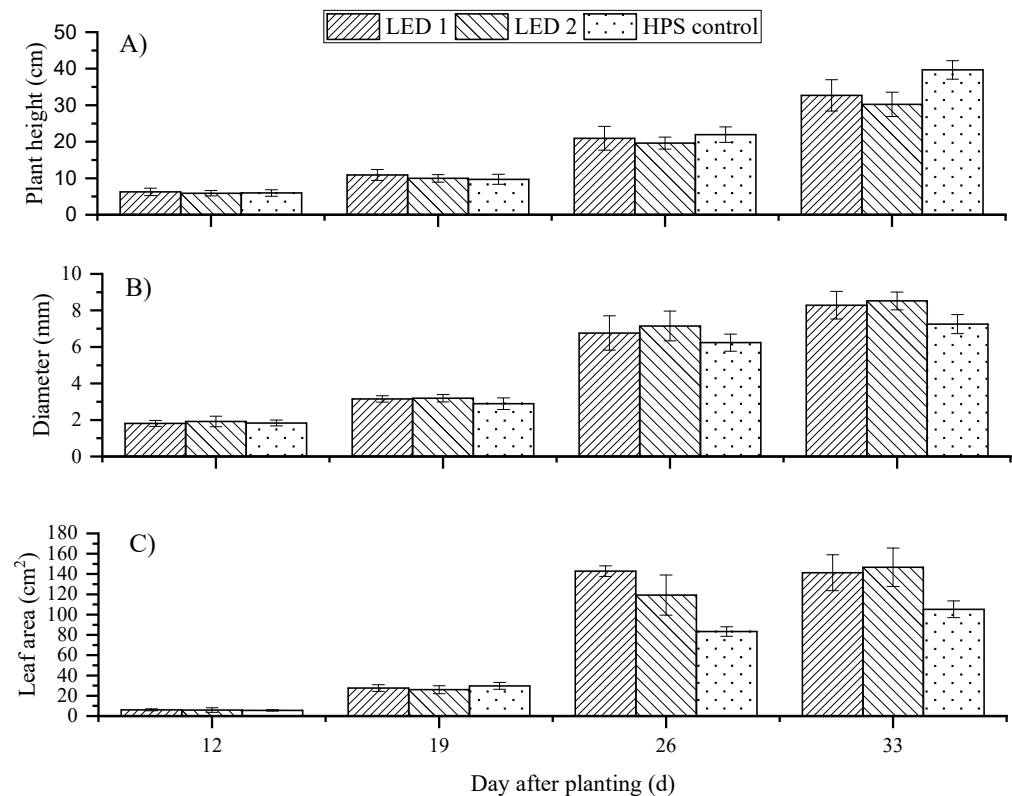 LED 1 LED 2 HPS control
A)
Plant height (cm)
50
40
30
20
10
0
B)
Diameter (mm)
10
8
6
4
2
0
C)
Leaf area (cm²)
180
160
140
120
100
80
60
40
20
0
12 19 26 33
Day after planting (d)